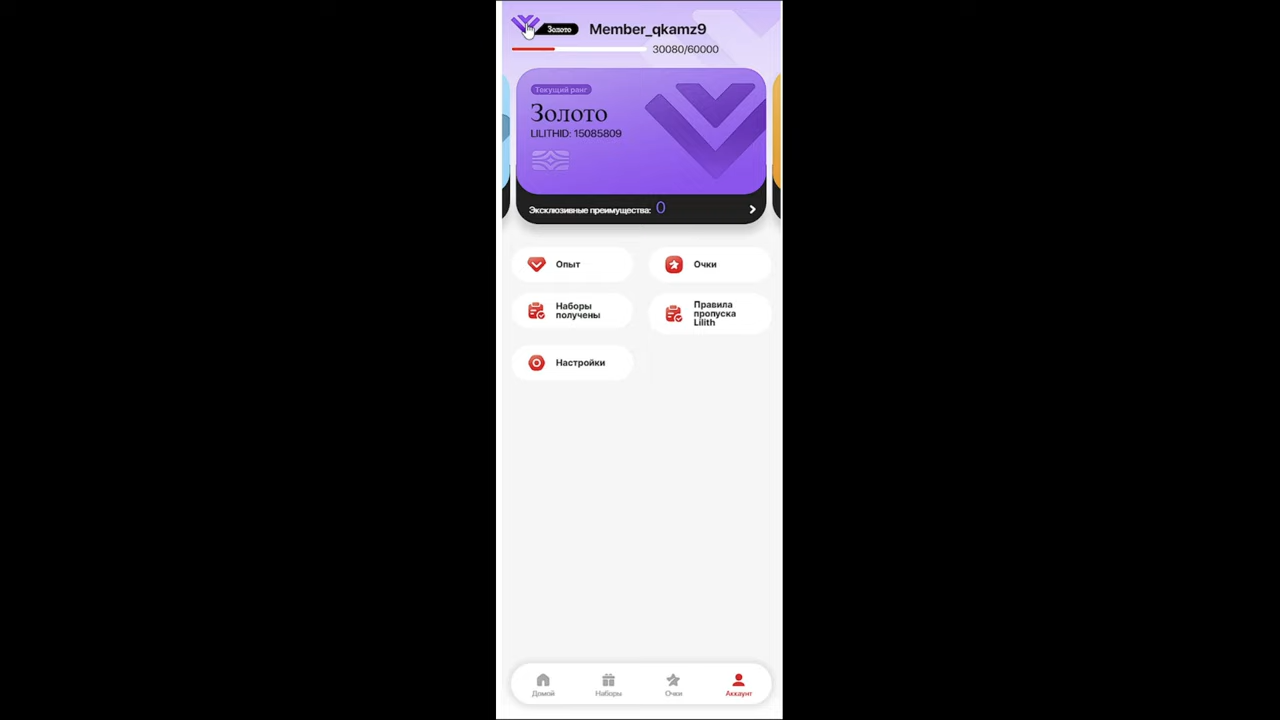 Золото
Member_qkamz9
30080/60000
Текущий ранг
Золото
LILITHID: 15085809
Эксклюзивные преимущества: 0
Опыт
Очки
Наборы
получены
Правила
пропуска
Lilith
Настройки
Домой
Наборы
Очки
Аккаунт